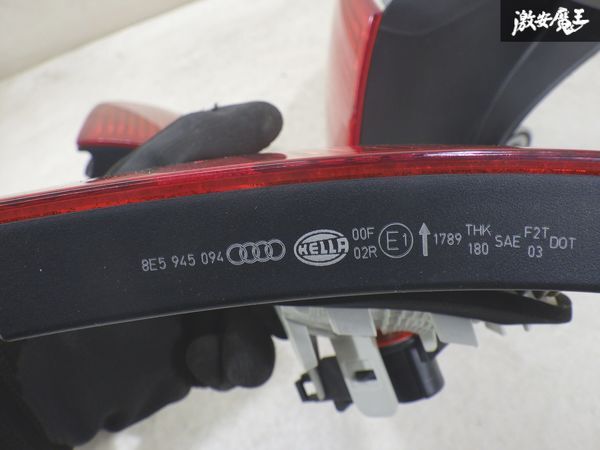 激安魔王
8E5 945 094 HELLA 00F 02R E1 1789 THK 180 SAE F2T 03 DOT